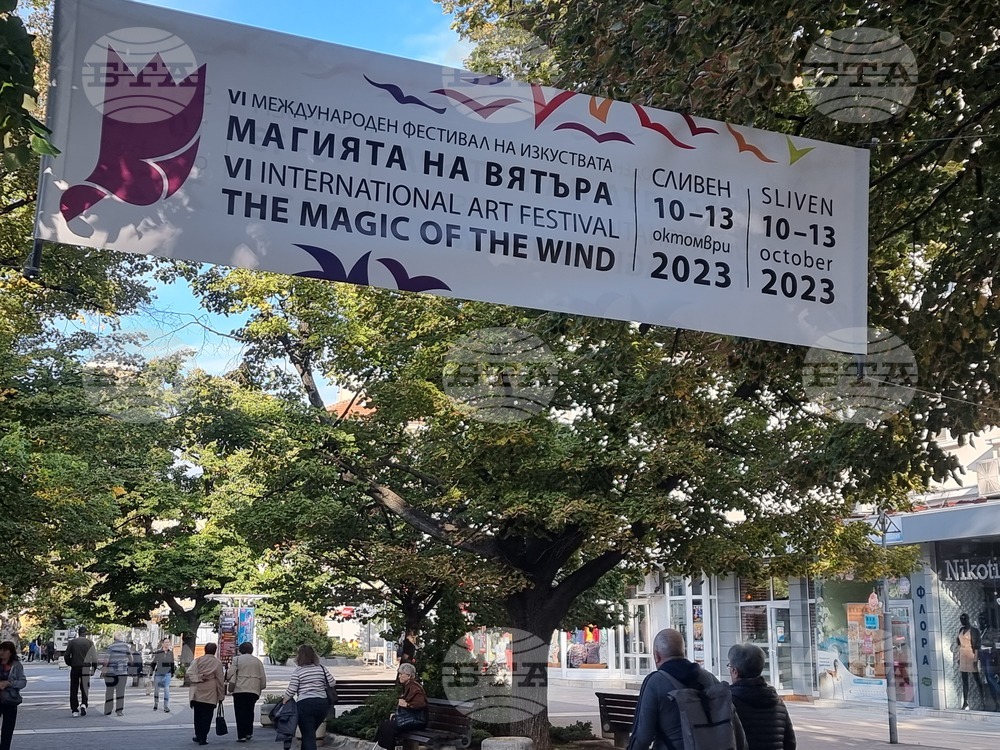 VI МЕЖДУНАРОДЕН ФЕСТИВАЛ НА ИЗКУСТВАТА
МАГИЯТА НА ВЯТЪРА
VI INTERNATIONAL ART FESTIVAL
THE MAGIC OF THE WIND
СЛИВЕН
10–13
октомври
2023
SLIVEN
10–13
october
2023
БТА
БТА
БТА
БТА
БТА
БТА
БТА
Nikoti
ФЛОРА